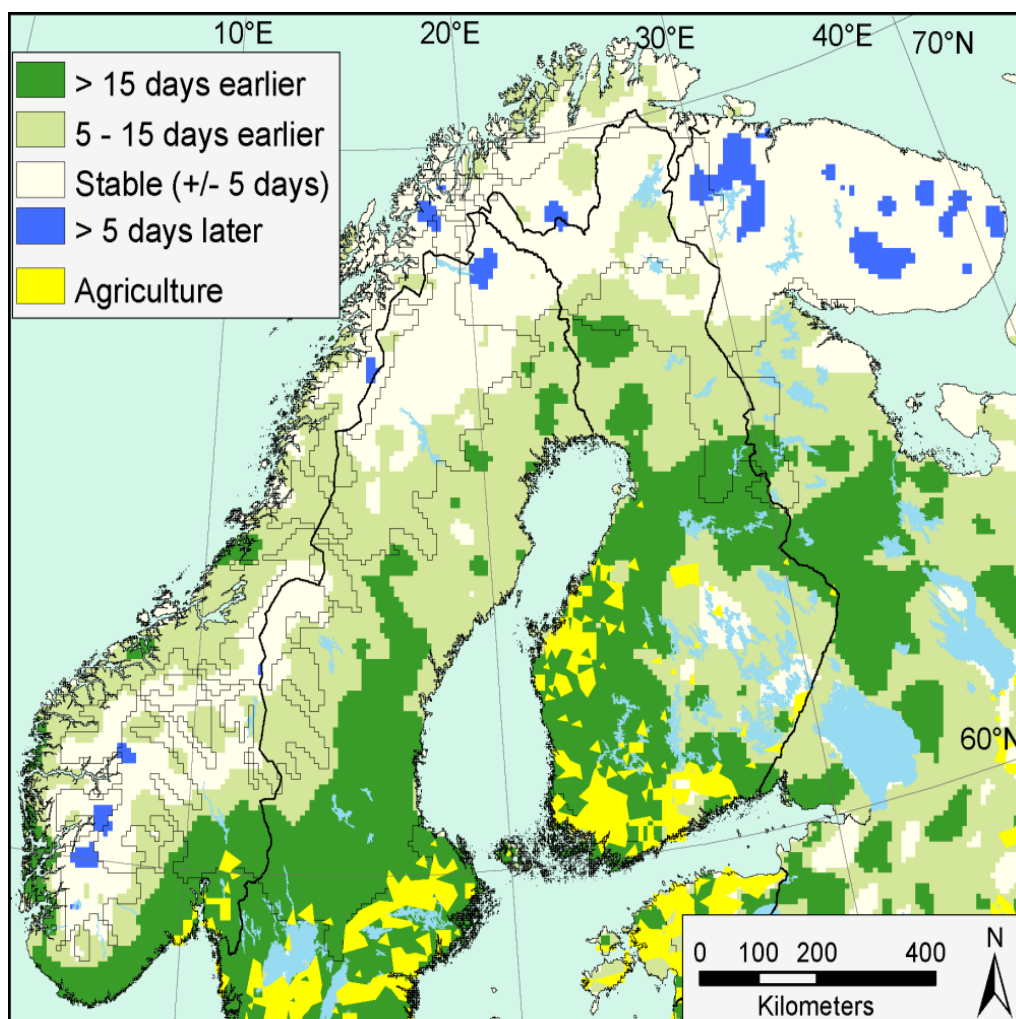 10°E
20°E
30°E
40°E
70°N
> 15 days earlier
5 - 15 days earlier
Stable (+/- 5 days)
> 5 days later
Agriculture
60°N
0 100 200 400
Kilometers
N